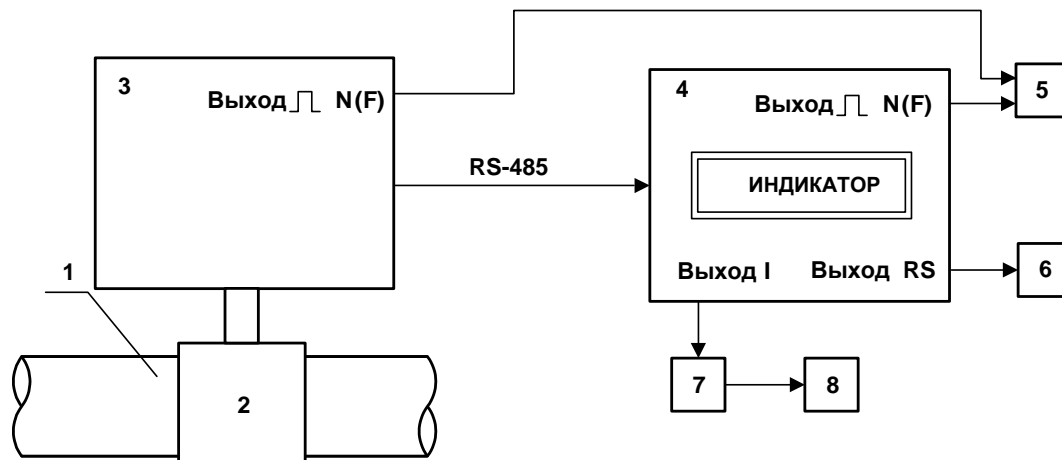 3
Выход N(F)
4
Выход N(F)
5
RS-485
ИНДИКАТОР
1
Выход I
Выход RS
6
7
8
2